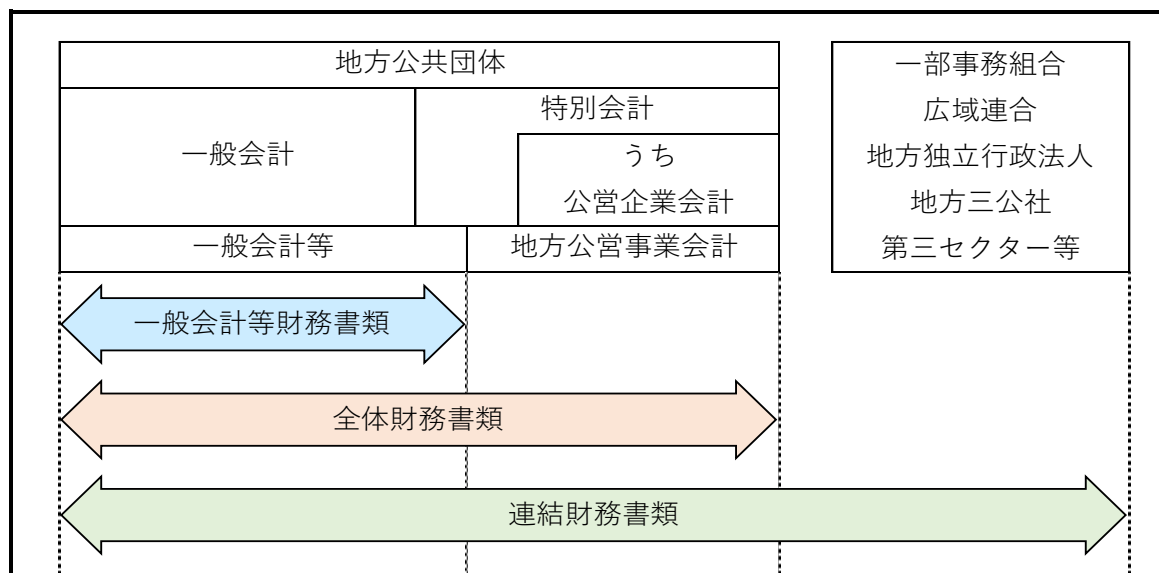 地方公共団体
一般会計
特別会計
うち
公営企業会計
一般会計等
地方公営事業会計
一部事務組合
広域連合
地方独立行政法人
地方三公社
第三セクター等
一般会計等財務書類
全体財務書類
連結財務書類